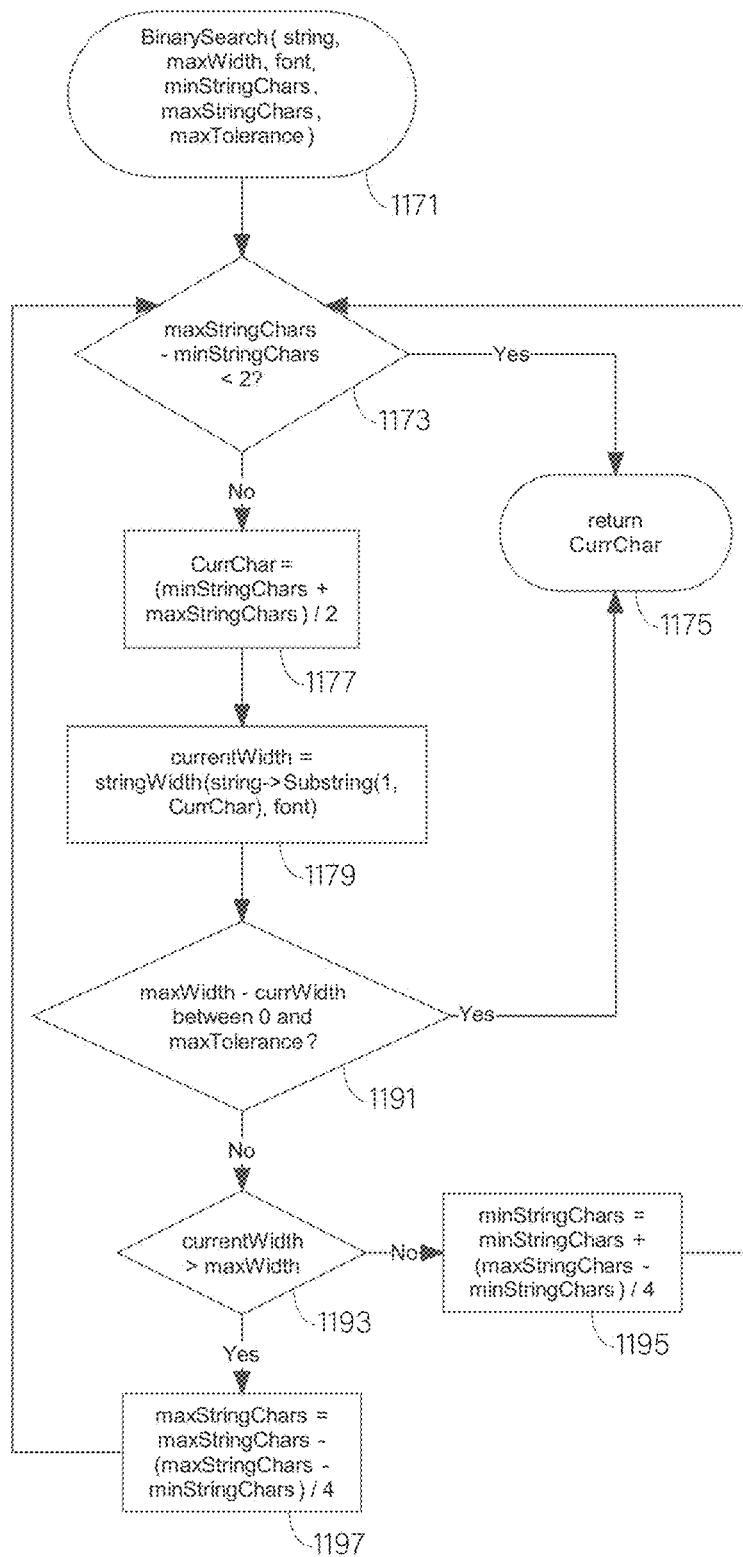 BinarySearch( string,
maxWidth, font,
minStringChars,
maxStringChars,
maxTolerance )
1171
maxStringChars
- minStringChars
< 2?
Yes
1173
No
return
CurrChar
1175
CurrChar =
(minStringChars +
maxStringChars ) / 2
1177
currentWidth =
stringWidth(string->Substring(1,
CurrChar), font)
1179
maxWidth - currWidth
between 0 and
maxTolerance ?
Yes
1191
No
currentWidth
> maxWidth
No
1193
minStringChars =
minStringChars +
(maxStringChars -
minStringChars ) / 4
1195
Yes
maxStringChars =
maxStringChars -
(maxStringChars -
minStringChars ) / 4
1197